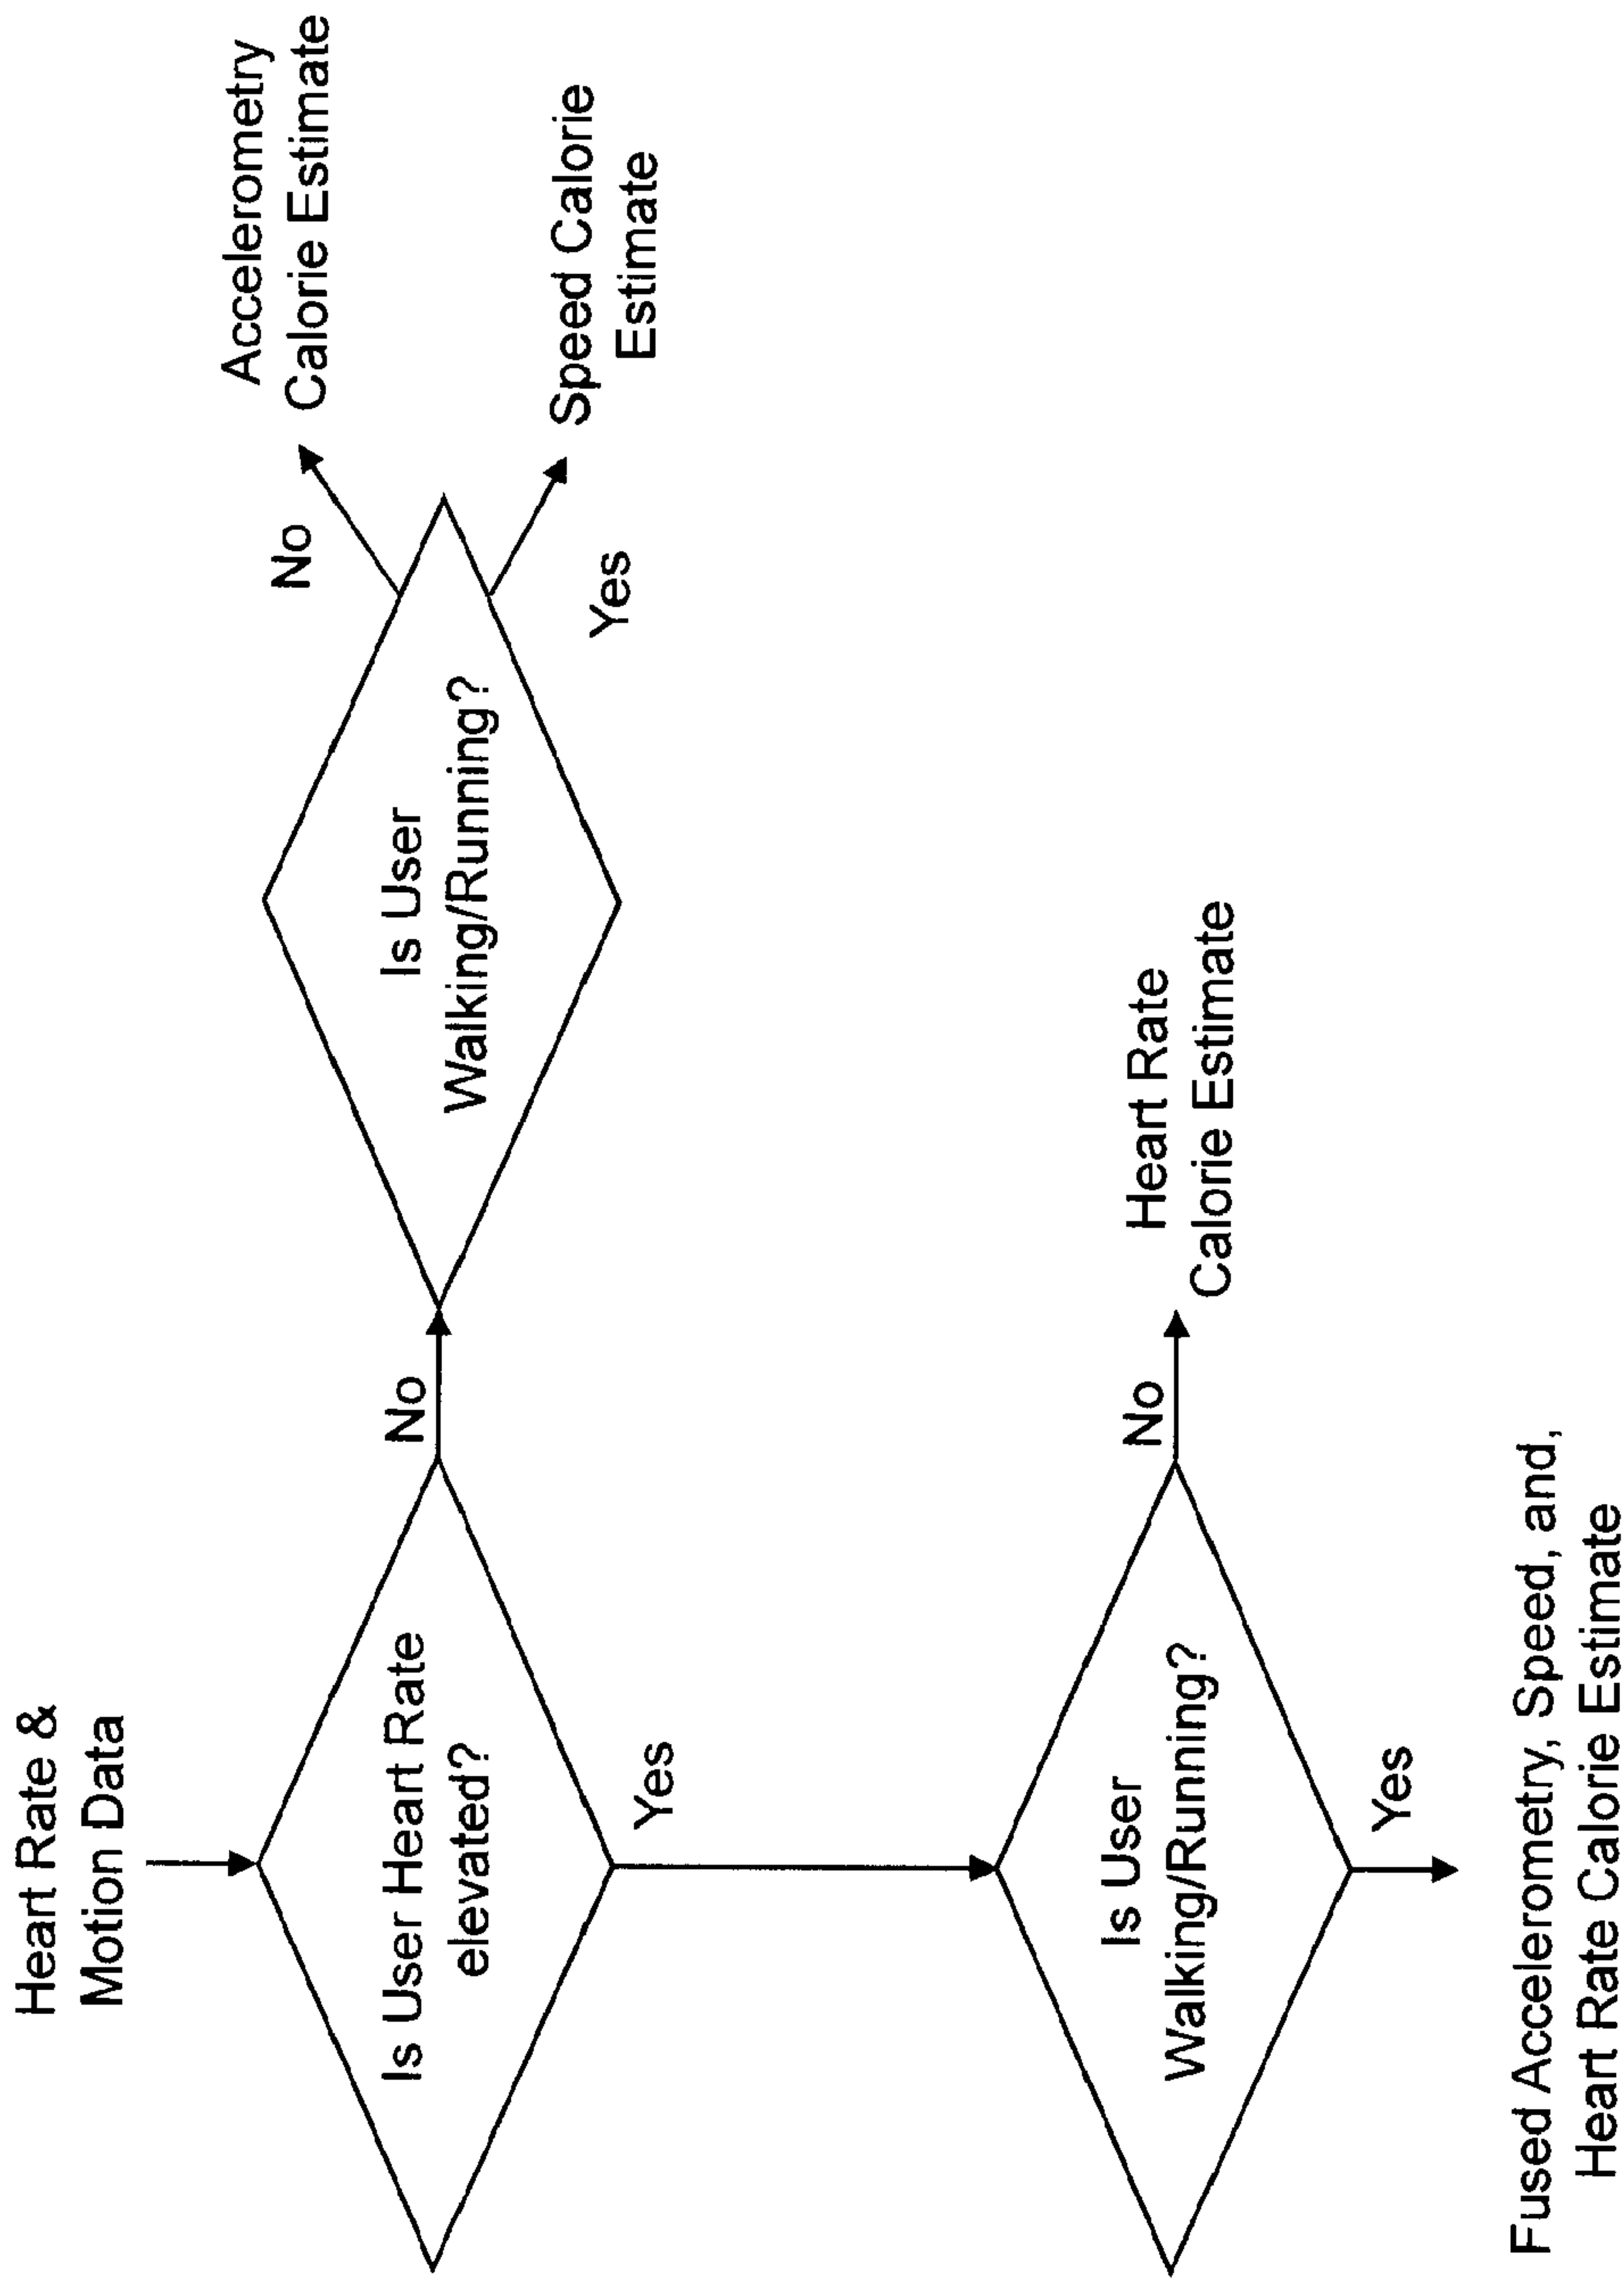 Heart Rate &
Motion Data
Is User Heart Rate
elevated?
No
Is User
Walking/Running?
No
Accelerometry
Calorie Estimate
Yes
Speed Calorie
Estimate
Yes
Is User
Walking/Running?
No
Heart Rate
Calorie Estimate
Yes
Fused Accelerometry, Speed, and,
Heart Rate Calorie Estimate